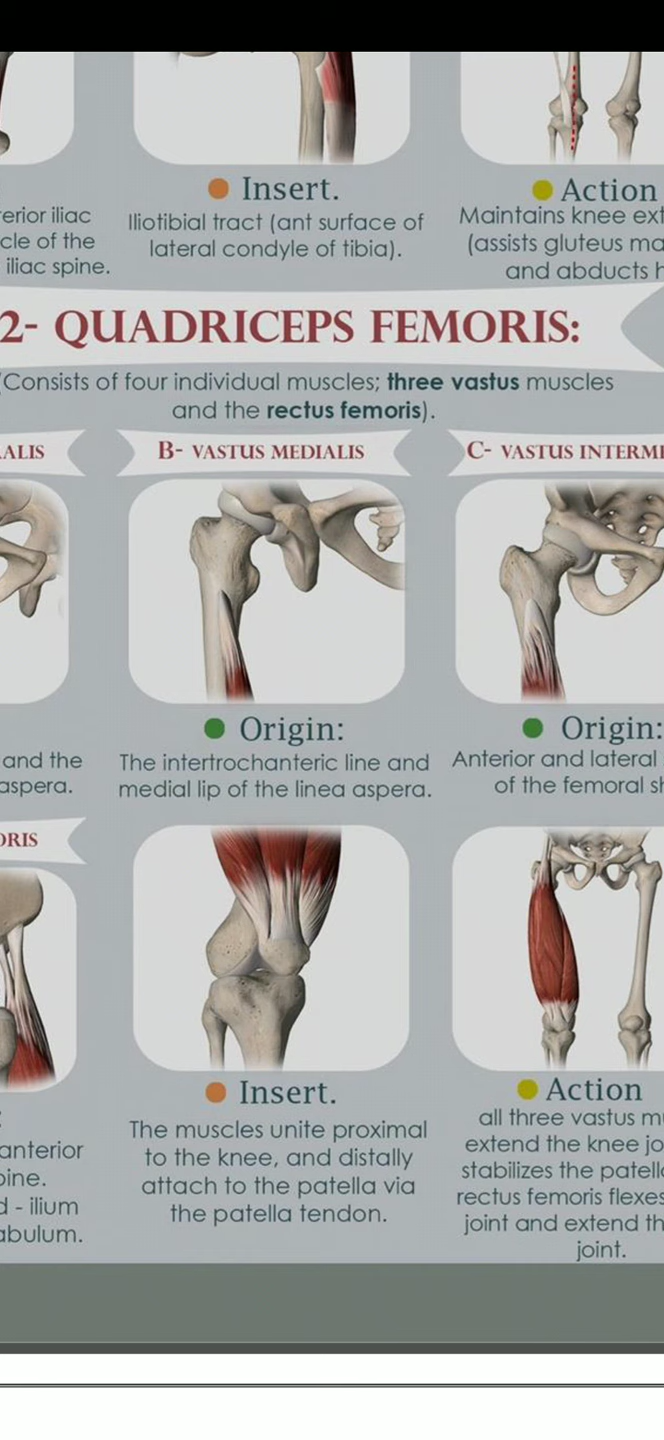 Insert.
Action
erior iliac
cle of the
iliac spine.
Iliotibial tract (ant surface of
lateral condyle of tibia).
Maintains knee ext
(assists gluteus ma
and abducts h
2- QUADRICEPS FEMORIS:
(Consists of four individual muscles; three vastus muscles
and the rectus femoris).
ALIS
B- VASTUS MEDIALIS
C- VASTUS INTERME
Origin:
Origin:
and the
aspera.
The intertrochanteric line and
medial lip of the linea aspera.
Anterior and lateral
of the femoral sh
ORIS
Insert.
Action
:
anterior
pine.
d - ilium
abulum.
The muscles unite proximal
to the knee, and distally
attach to the patella via
the patella tendon.
all three vastus mu
extend the knee jo
stabilizes the patella
rectus femoris flexes
joint and extend th
joint.